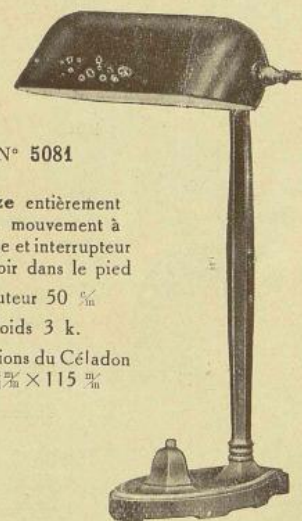 N° 5081
ze entièrement
mouvement à
e et interrupteur
oir dans le pied
uteur 50 c/m
oids 3 k.
ions du Céladon
m/m × 115 m/m